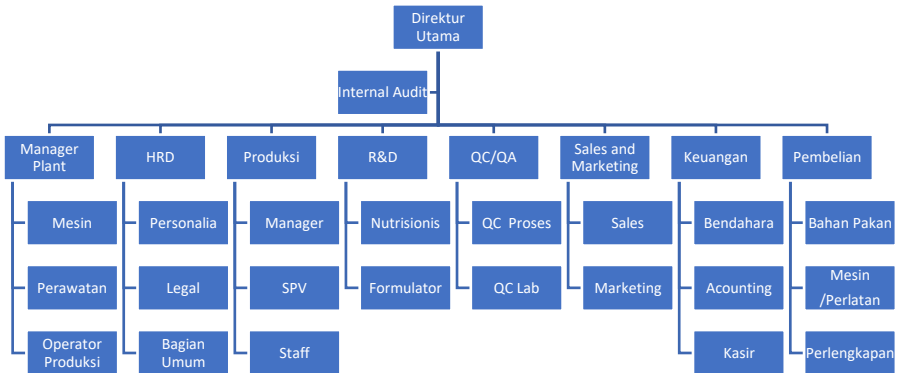 Direktur
Utama
Internal Audit
Manager
Plant
HRD
Produksi
R&D
QC/QA
Sales and
Marketing
Keuangan
Pembelian
Mesin
Personalia
Manager
Nutrisionis
QC Proses
Sales
Bendahara
Bahan Pakan
Perawatan
Legal
SPV
Formulator
QC Lab
Marketing
Acounting
Mesin
/Perlatan
Operator
Produksi
Bagian
Umum
Staff
Kasir
Perlengkapan